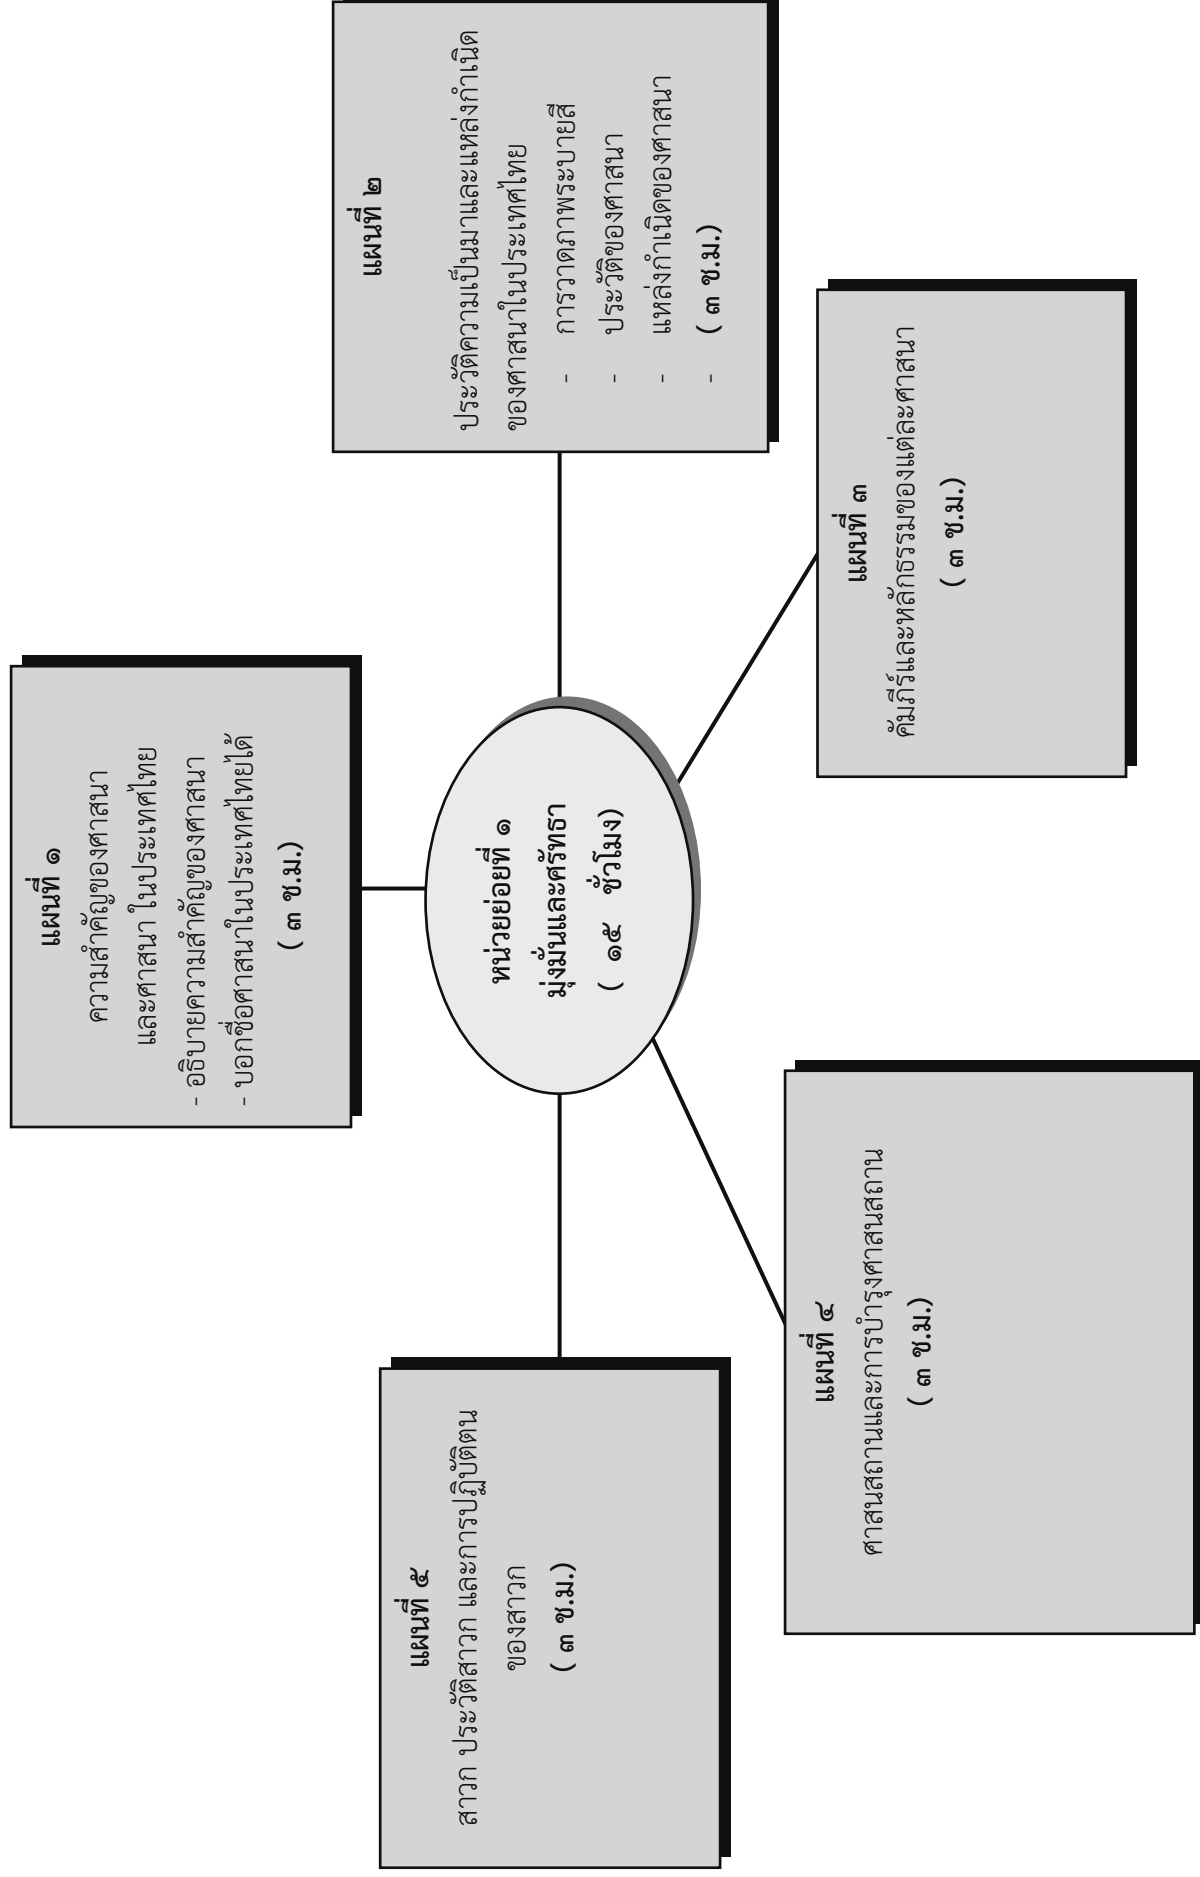 แผนที่ ๑
ความสำคัญของศาสนา
และศาสนา ในประเทศไทย
- อธิบายความสำคัญของศาสนา
- บอกชื่อศาสนาในประเทศไทยได้
( ๓ ช.ม.)
แผนที่ ๒
ประวัติความเป็นมาและแหล่งกำเนิด
ของศาสนาในประเทศไทย
- การวาดภาพระบายสี
- ประวัติของศาสนา
- แหล่งกำเนิดของศาสนา
- ( ๓ ช.ม.)
หน่วยย่อยที่ ๑
มุ่งมั่นและศรัทธา
( ๑๕ ชั่วโมง)
แผนที่ ๓
คัมภีร์และหลักธรรมของแต่ละศาสนา
( ๓ ช.ม.)
แผนที่ ๔
ศาสนสถานและการบำรุงศาสนสถาน
( ๓ ช.ม.)
แผนที่ ๕
สาวก ประวัติสาวก และการปฏิบัติตน
ของสาวก
( ๓ ช.ม.)